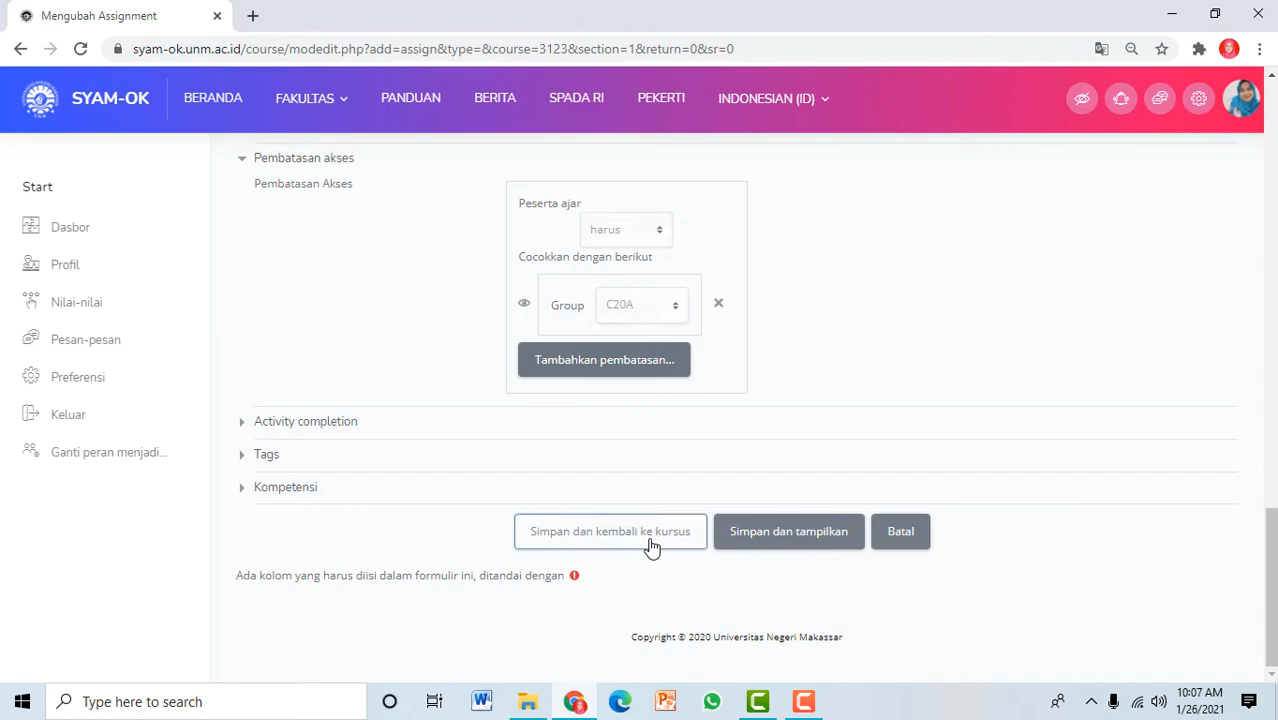 Mengubah Assignment
syam-ok.unm.ac.id/course/modedit.php?add=assign&type=&course=3123&section=1&return=0&sr=0
SYAM-OK
BERANDA
FAKULTAS
PANDUAN
BERITA
SPADA RI
PEKERTI
INDONESIAN (ID)
Start
Dasbor
Profil
Nilai-nilai
Pesan-pesan
Preferensi
Keluar
Ganti peran menjadi...
Pembatasan akses
Pembatasan Akses
Peserta ajar
harus
Cocokkan dengan berikut
Group
C20A
Tambahkan pembatasan...
Activity completion
Tags
Kompetensi
Simpan dan kembali ke kursus
Simpan dan tampilkan
Batal
Ada kolom yang harus diisi dalam formulir ini, ditandai dengan
Copyright © 2020 Universitas Negeri Makassar
Type here to search
10:07 AM
1/26/2021